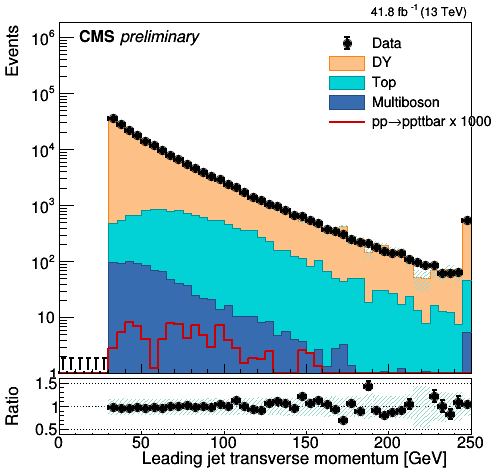 41.8 fb⁻¹ (13 TeV)
CMS preliminary
Events
10⁶
10⁵
10⁴
10³
10²
10
1
Data
DY
Top
Multiboson
pp→ppttbar x 1000
Ratio
1.5
1
0.5
0 50 100 150 200 250
Leading jet transverse momentum [GeV]